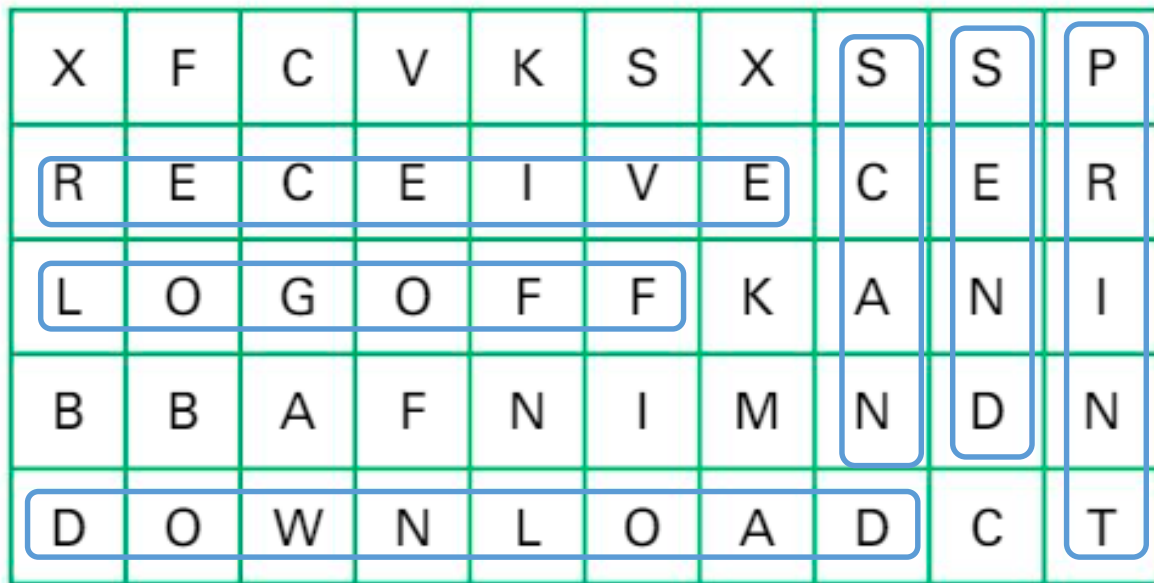 X F C V K S X S S P
R E C E I V E C E R
L O G O F F K A N I
B B A F N I M N D N
D O W N L O A D C T